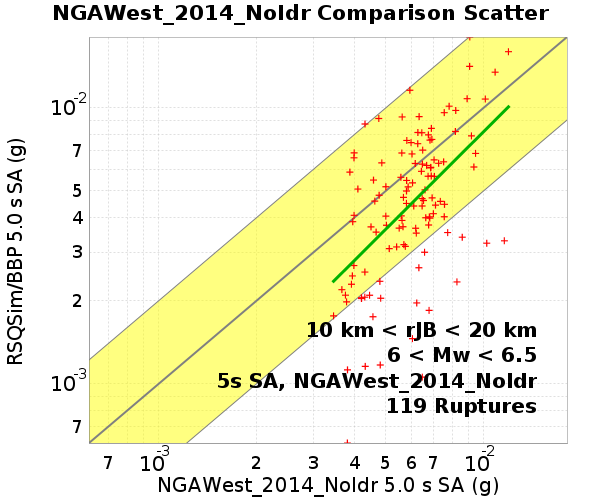 NGAWest_2014_NoIdr Comparison Scatter
RSQSim/BBP 5.0 s SA (g)
10-2
7
5
4
3
2
10-3
7
10 km < rJB < 20 km
6 < Mw < 6.5
5s SA, NGAWest_2014_NoIdr
119 Ruptures
7 10-3 2 3 4 5 6 7 10-2
NGAWest_2014_NoIdr 5.0 s SA (g)